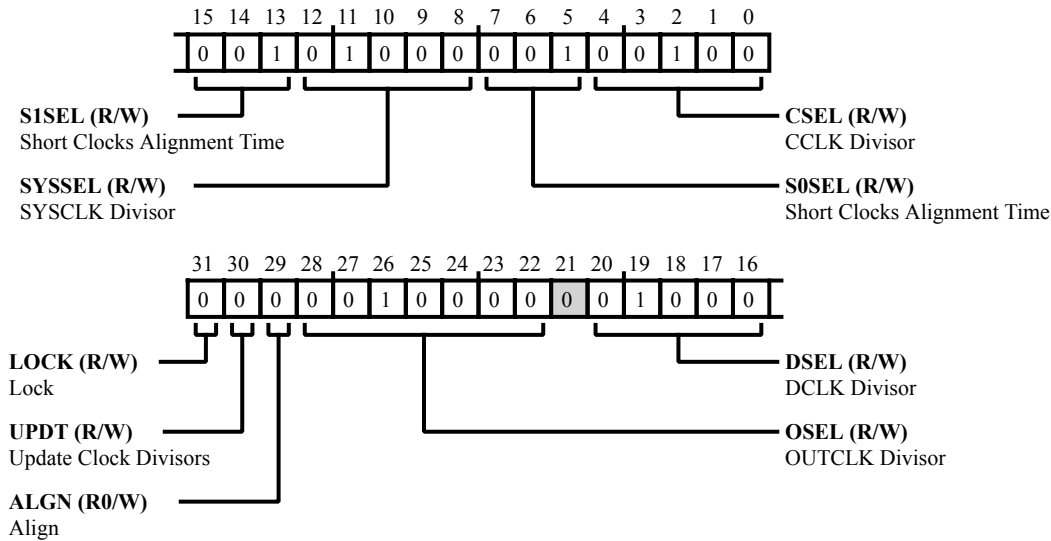 15 14 13 12 11 10 9 8 7 6 5 4 3 2 1 0
0 0 1 0 1 0 0 0 0 0 1 0 0 1 0 0
S1SEL (R/W)
Short Clocks Alignment Time
CSEL (R/W)
CCLK Divisor
SYSSEL (R/W)
SYSCLK Divisor
S0SEL (R/W)
Short Clocks Alignment Time
31 30 29 28 27 26 25 24 23 22 21 20 19 18 17 16
0 0 0 0 0 1 0 0 0 0 0 0 1 0 0 0
LOCK (R/W)
Lock
DSEL (R/W)
DCLK Divisor
UPDT (R/W)
Update Clock Divisors
OSEL (R/W)
OUTCLK Divisor
ALGN (R0/W)
Align